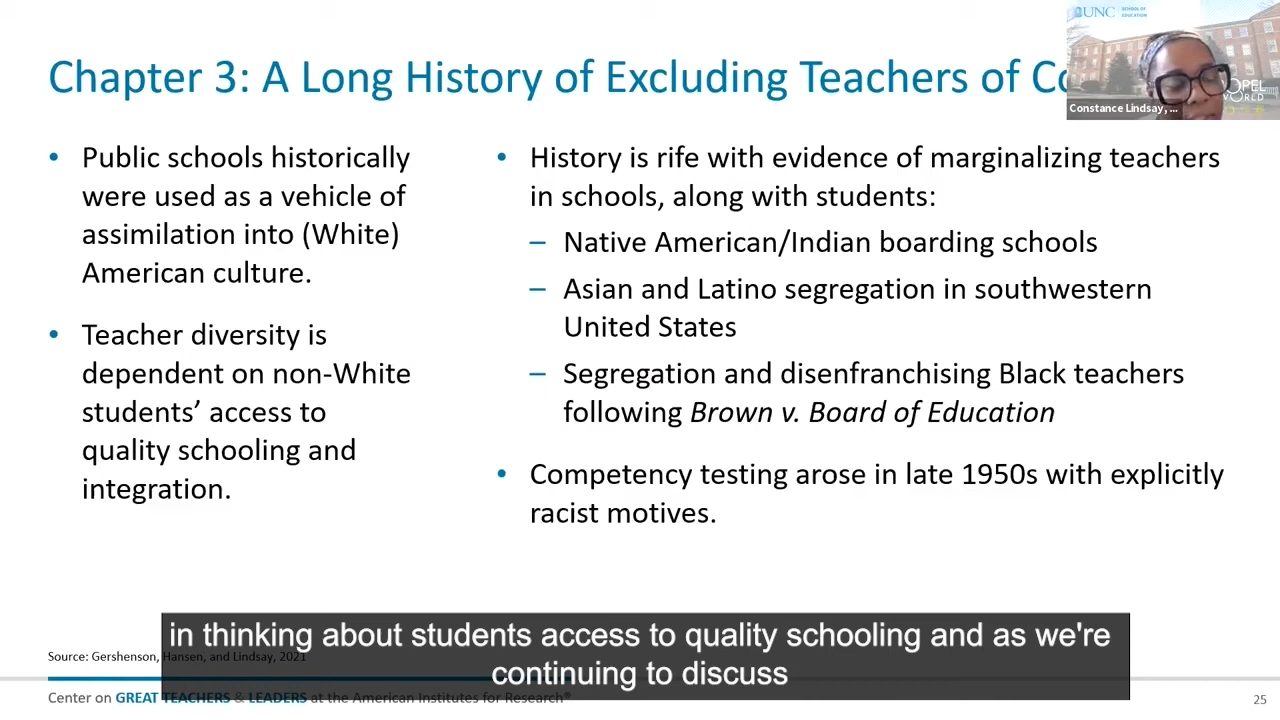 UNC SCHOOL OF EDUCATION
Chapter 3: A Long History of Excluding Teachers of Co
OPEL
WORLD
Constance Lindsay, ...
• Public schools historically
were used as a vehicle of
assimilation into (White)
American culture.
• Teacher diversity is
dependent on non-White
students' access to
quality schooling and
integration.
• History is rife with evidence of marginalizing teachers
in schools, along with students:
– Native American/Indian boarding schools
– Asian and Latino segregation in southwestern
United States
– Segregation and disenfranchising Black teachers
following Brown v. Board of Education
• Competency testing arose in late 1950s with explicitly
racist motives.
in thinking about students access to quality schooling and as we're
continuing to discuss
Source: Gershenson, Hansen, and Lindsay, 2021
Center on GREAT TEACHERS & LEADERS at the American Institutes for Research®
25